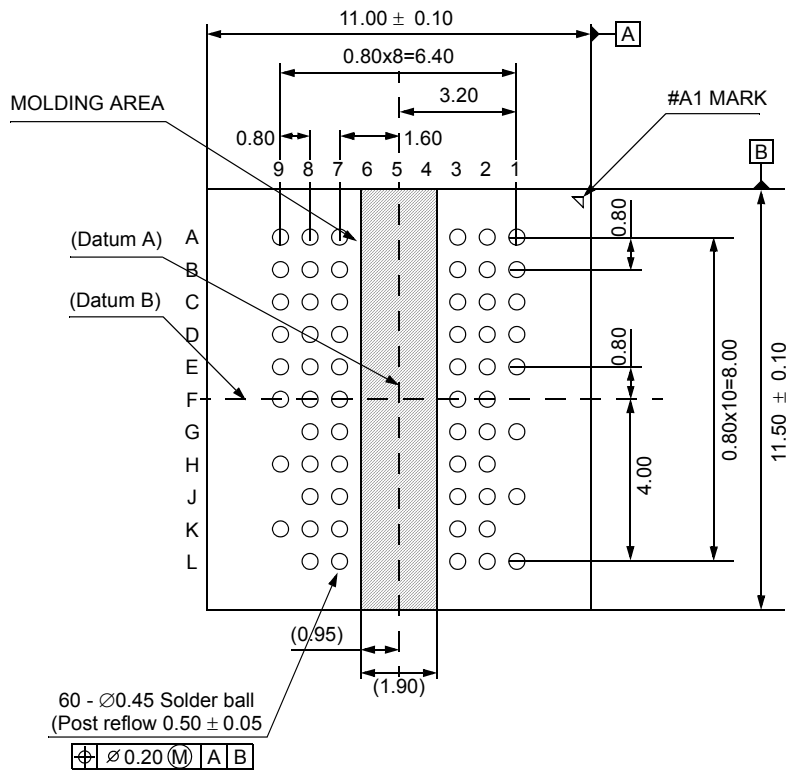 11.00 ± 0.10
A
0.80x8=6.40
MOLDING AREA
3.20
#A1 MARK
0.80
1.60
B
9 8 7 6 5 4 3 2 1
0.80
(Datum A)
A
B
(Datum B)
C
D
E
F
G
H
J
K
L
0.80
4.00
0.80x10=8.00
11.50 ± 0.10
(0.95)
(1.90)
60 - ∅0.45 Solder ball
(Post reflow 0.50 ± 0.05
⌖ ∅ 0.20 Ⓜ A B